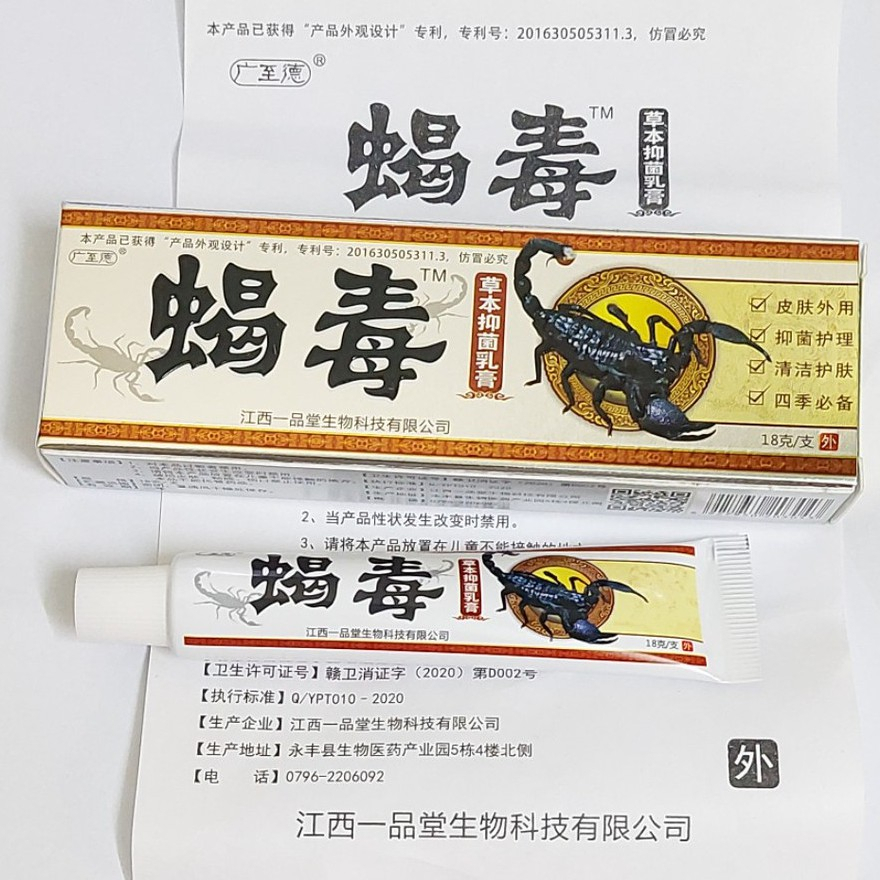 本产品已获得“产品外观设计”专利，专利号：201630505311.3，仿冒必究
广至德®
蝎毒™
草本抑菌乳膏
本产品已获得“产品外观设计”专利，专利号：201630505311.3，仿冒必究
广至德®
蝎毒™
草本抑菌乳膏
皮肤外用
抑菌护理
清洁护肤
四季必备
江西一品堂生物科技有限公司
18克/支 外
2、当产品性状发生改变时禁用。
3、请将本产品放置在儿童不能接触的地方
蝎毒
草本抑菌乳膏
江西一品堂生物科技有限公司
18克/支 外
【卫生许可证号】赣卫消证字（2020）第D002号
【执行标准】Q/YPT010-2020
【生产企业】江西一品堂生物科技有限公司
【生产地址】永丰县生物医药产业园5栋4楼北侧
【电 话】0796-2206092
外
江西一品堂生物科技有限公司